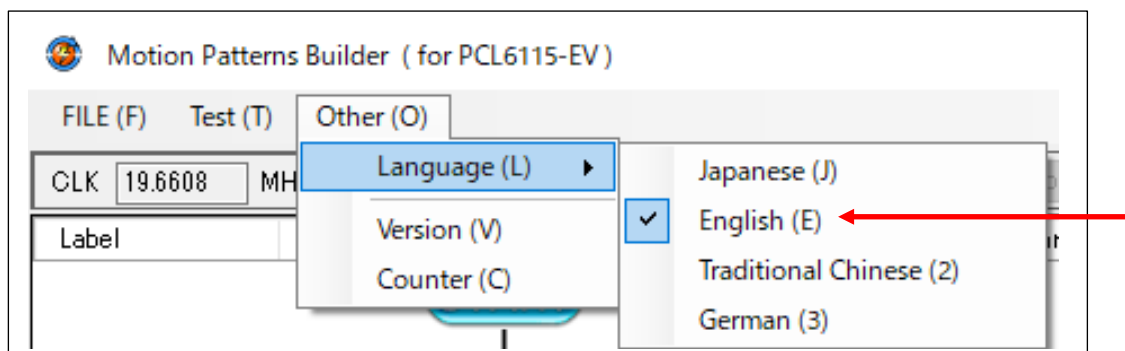 Motion Patterns Builder ( for PCL6115-EV )
FILE (F) Test (T) Other (O)
Language (L)
Japanese (J)
CLK 19.6608 MH
English (E)
Label
Version (V)
Traditional Chinese (2)
Counter (C)
German (3)